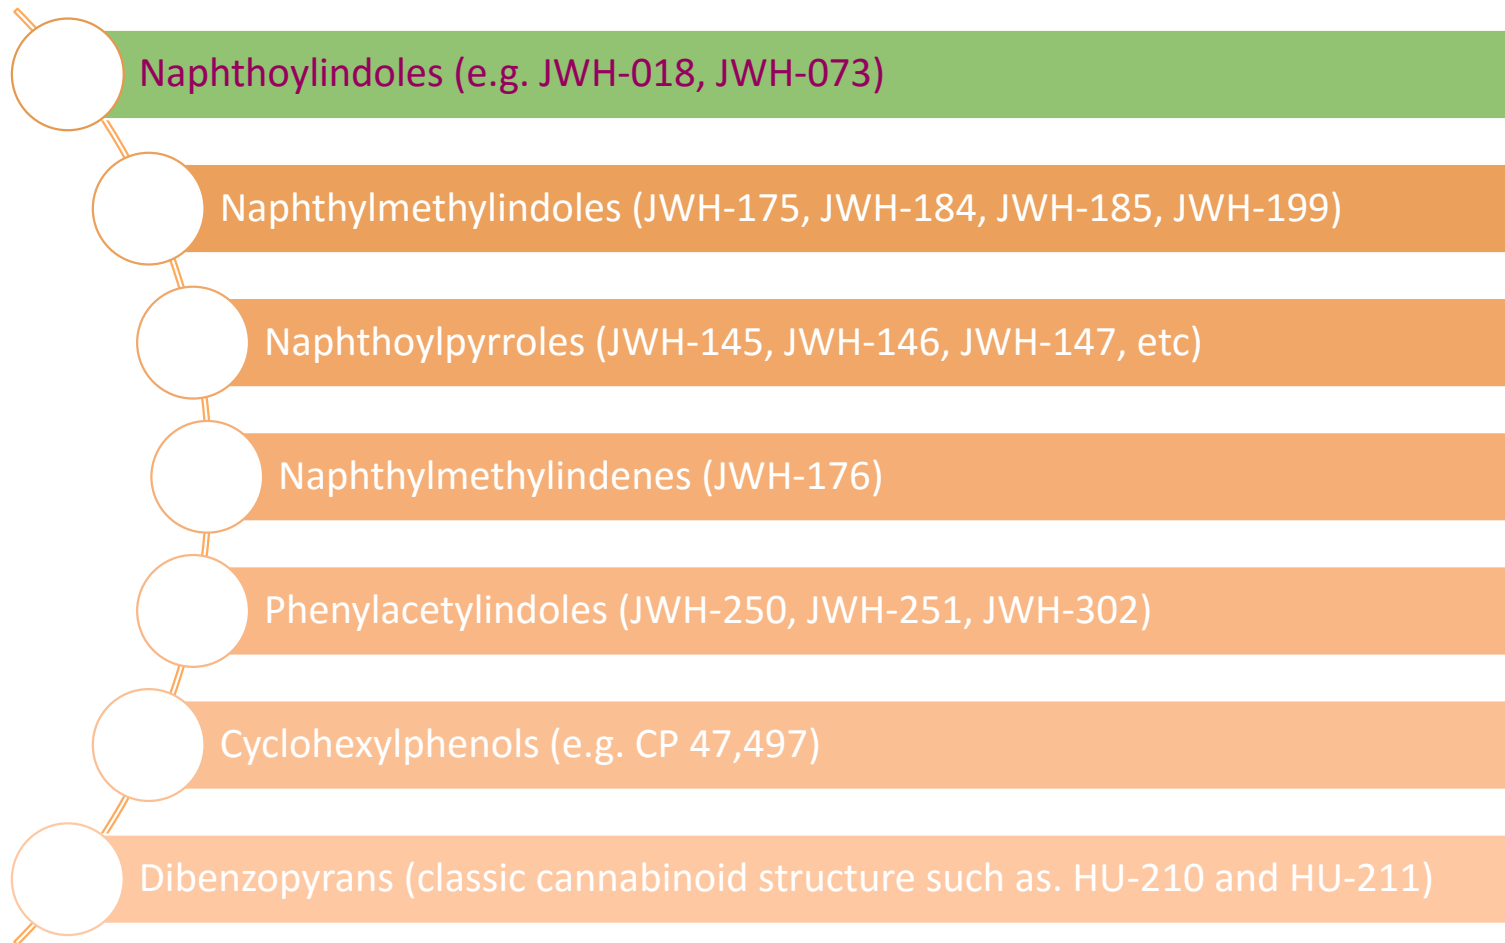 Naphthoylindoles (e.g. JWH-018, JWH-073)
Naphthylmethylindoles (JWH-175, JWH-184, JWH-185, JWH-199)
Naphthoylpyrroles (JWH-145, JWH-146, JWH-147, etc)
Naphthylmethylindenes (JWH-176)
Phenylacetylindoles (JWH-250, JWH-251, JWH-302)
Cyclohexylphenols (e.g. CP 47,497)
Dibenzopyrans (classic cannabinoid structure such as. HU-210 and HU-211)